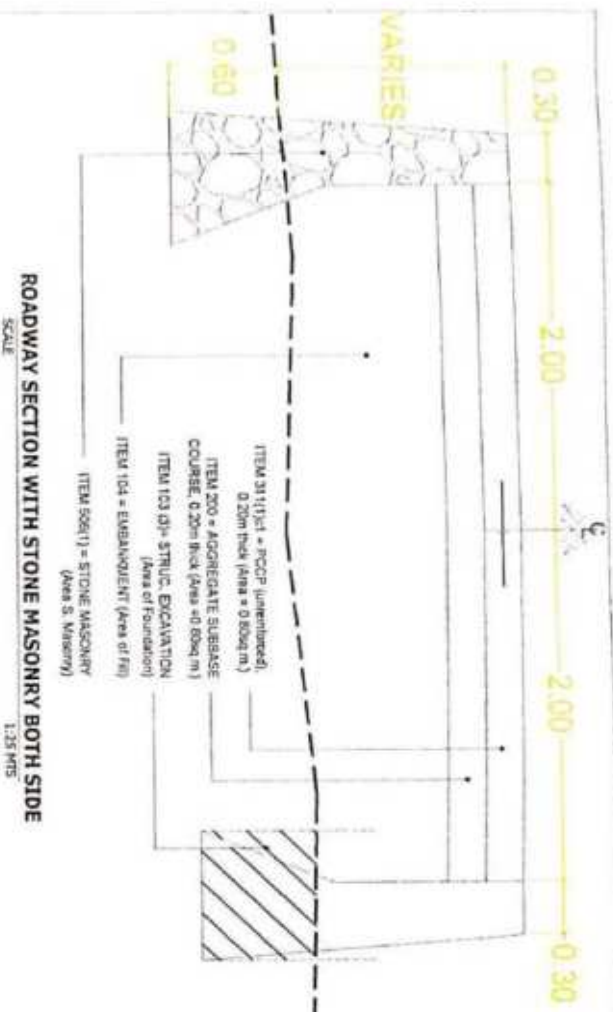 0.30
2.00
℄
2.00
0.30
VARIES
0.60
ITEM 311(1)c1 = PCCP (unreinforced),
0.20m thick (Area = 0.80sq.m.)
ITEM 200 = AGGREGATE SUBBASE
COURSE, 0.20m thick (Area =0.80sq.m.)
ITEM 103 (3)= STRUC. EXCAVATION
(Area of Foundation)
ITEM 104 = EMBANKMENT (Area of Fill)
ITEM 506(1) = STONE MASONRY
(Area S. Masonry)
ROADWAY SECTION WITH STONE MASONRY BOTH SIDE
SCALE 1:25 MTS